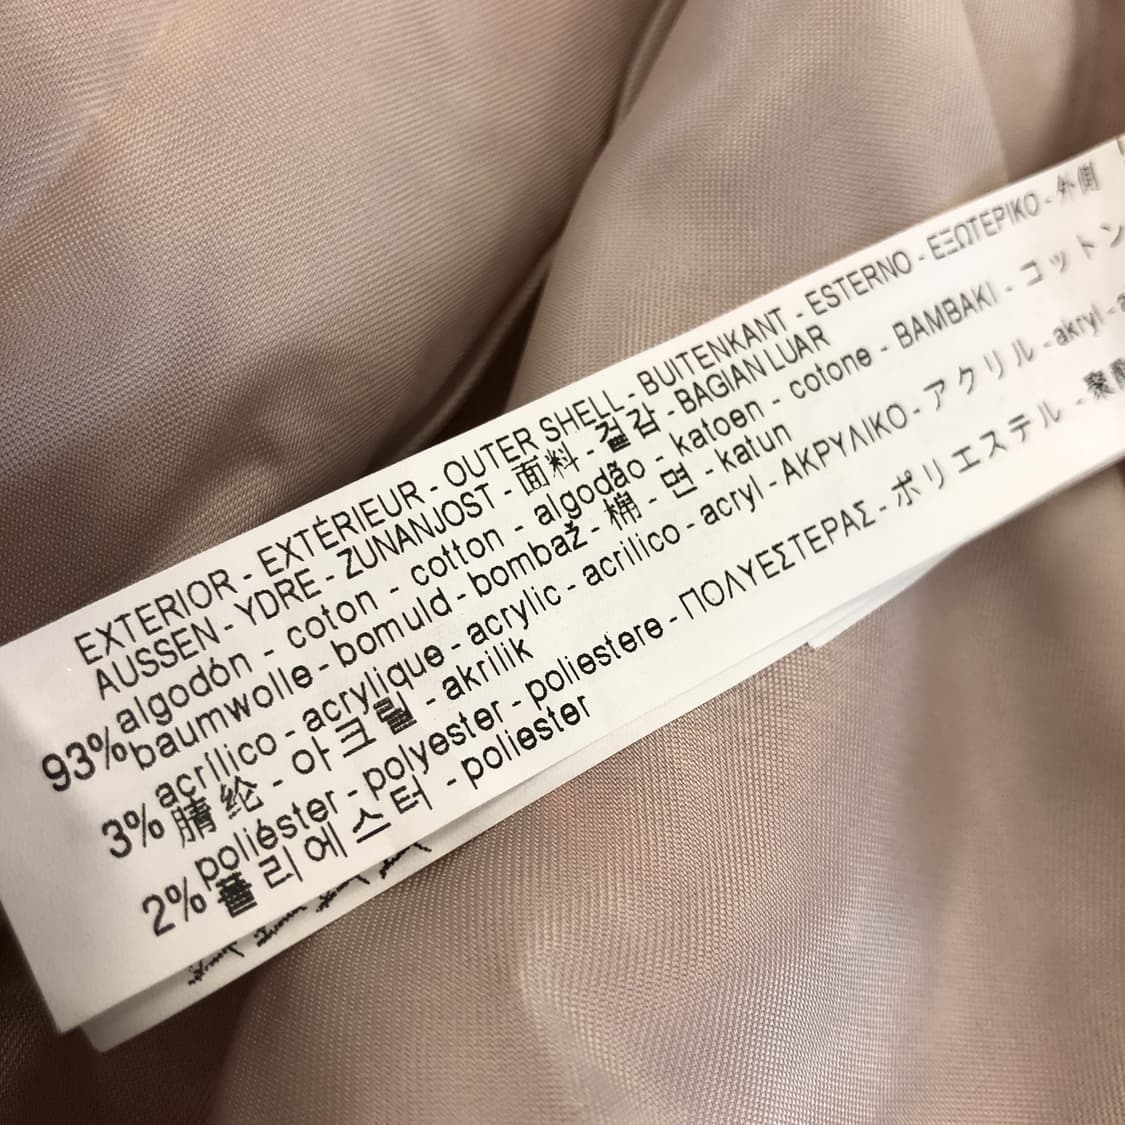 EXTERIOR - EXTÉRIEUR - OUTER SHELL - BUITENKANT - ESTERNO - ΕΞΩΤΕΡΙΚΟ - 外側
AUSSEN - YDRE - ZUNANJOST - 面料 - 겉감 - BAGIAN LUAR
93% algodón - coton - cotton - algodão - katoen - cotone - BAMBAKI - コットン
baumwolle - bomuld - bombaž - 棉 - 면 - katun
3% acrílico - acrylique - acrylic - acrilico - acryl - ΑΚΡΥΛΙΚΟ - アクリル - akryl -
腈纶 - 아크릴 - akrilik
2% poliéster - polyester - poliestere - ΠΟΛΥΕΣΤΕΡΑΣ - ポリエステル -
폴리에스터 - poliester